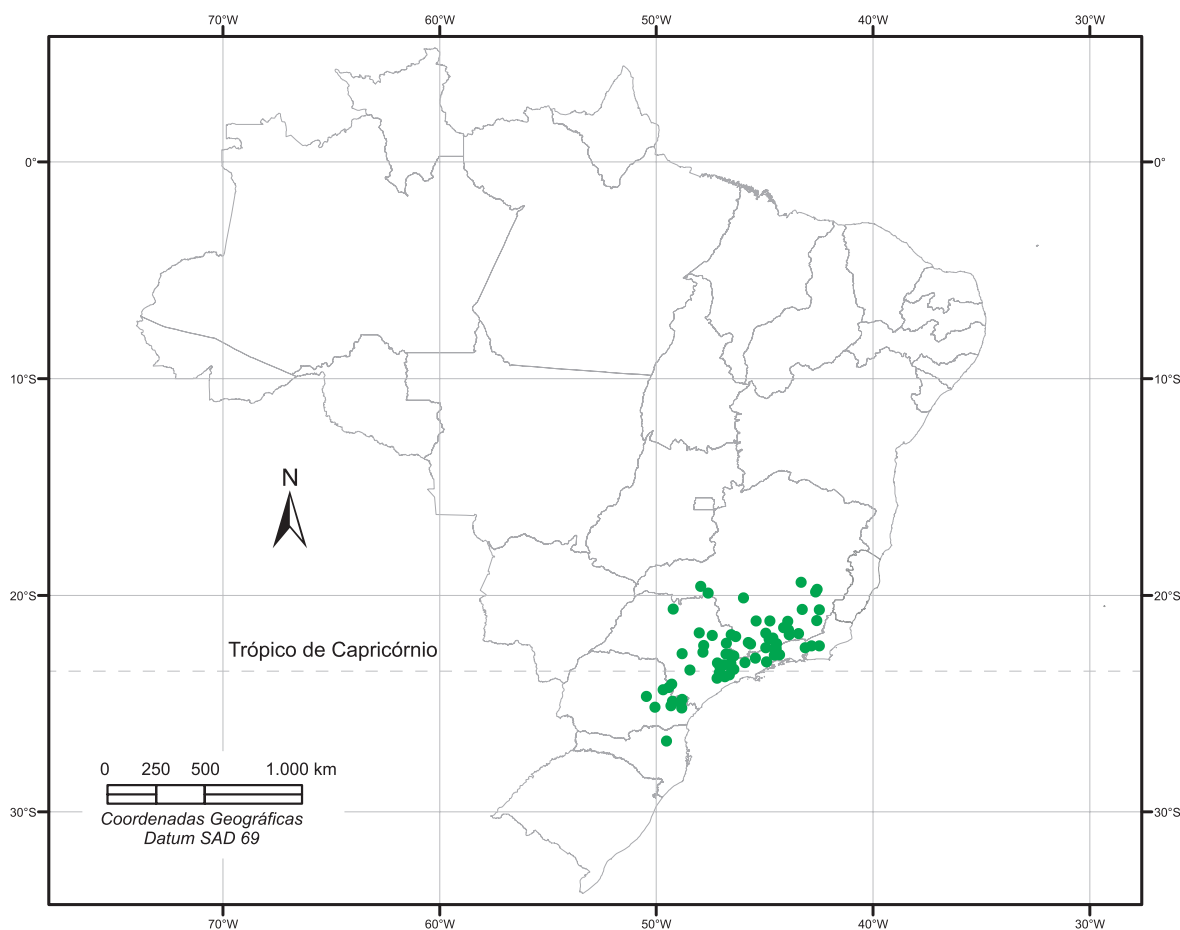 70°W 60°W 50°W 40°W 30°W
0° 0°
10°S 10°S
N
20°S 20°S
Trópico de Capricórnio
0 250 500 1.000 km
30°S 30°S
Coordenadas Geográficas
Datum SAD 69
70°W 60°W 50°W 40°W 30°W